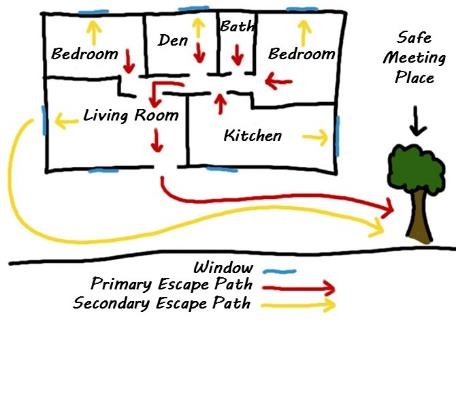 Bedroom
Den
Bath
Bedroom
Safe
Meeting
Place
Living Room
Kitchen
Window
Primary Escape Path
Secondary Escape Path